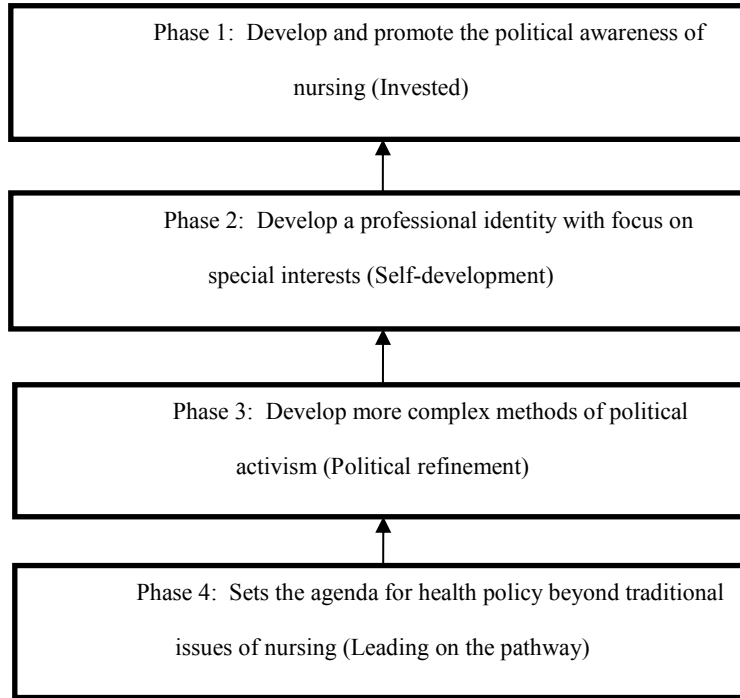 Phase 1: Develop and promote the political awareness of
nursing (Invested)
Phase 2: Develop a professional identity with focus on
special interests (Self-development)
Phase 3: Develop more complex methods of political
activism (Political refinement)
Phase 4: Sets the agenda for health policy beyond traditional
issues of nursing (Leading on the pathway)